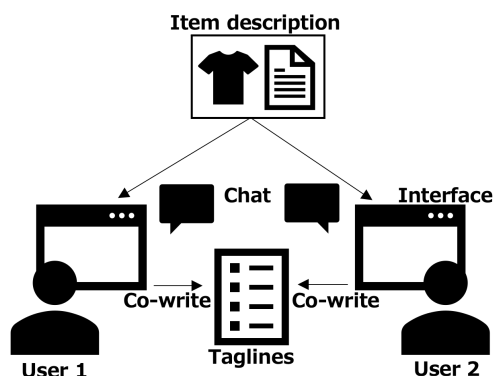 Item description
Chat
Interface
Co-write
Co-write
Taglines
User 1
User 2